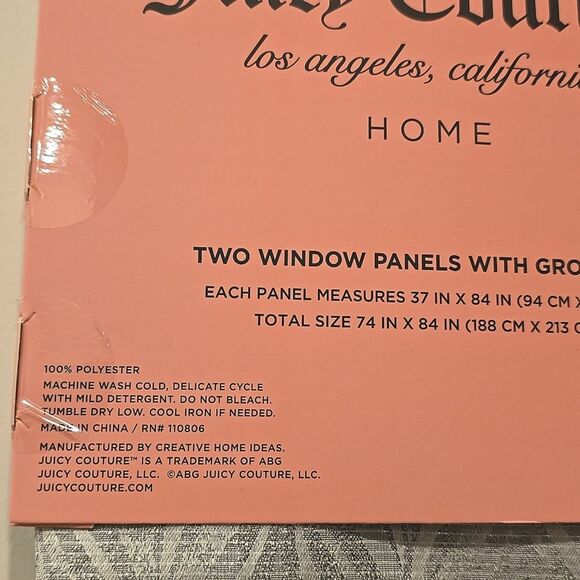 Juicy Cou
los angeles, california
HOME
TWO WINDOW PANELS WITH GRO
EACH PANEL MEASURES 37 IN X 84 IN (94 CM X
TOTAL SIZE 74 IN X 84 IN (188 CM X 213 C
100% POLYESTER
MACHINE WASH COLD, DELICATE CYCLE
WITH MILD DETERGENT. DO NOT BLEACH.
TUMBLE DRY LOW. COOL IRON IF NEEDED.
MADE IN CHINA / RN# 110806
MANUFACTURED BY CREATIVE HOME IDEAS.
JUICY COUTURE™ IS A TRADEMARK OF ABG
JUICY COUTURE, LLC. ©ABG JUICY COUTURE, LLC.
JUICYCOUTURE.COM